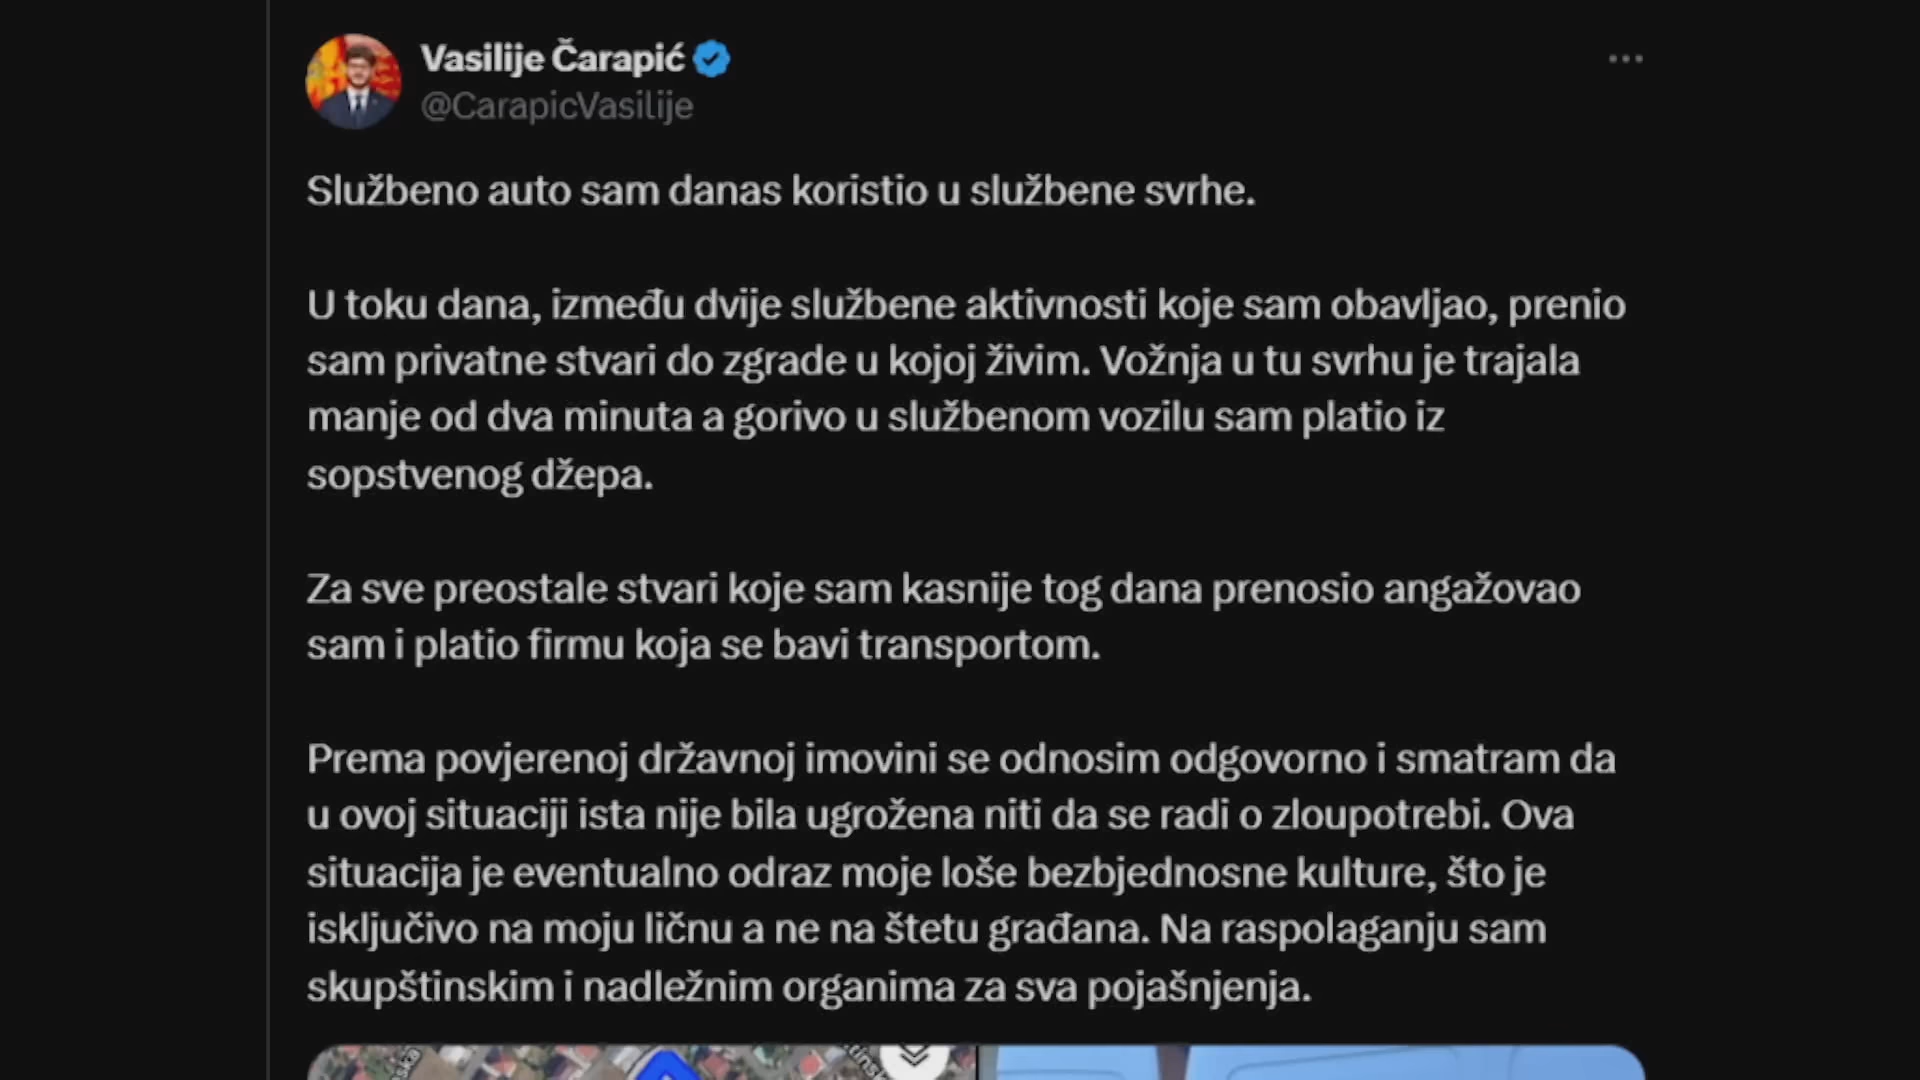 Vasilije Čarapić
@CarapicVasilije
Službeno auto sam danas koristio u službene svrhe.
U toku dana, između dvije službene aktivnosti koje sam obavljao, prenio
sam privatne stvari do zgrade u kojoj živim. Vožnja u tu svrhu je trajala
manje od dva minuta a gorivo u službenom vozilu sam platio iz
sopstvenog džepa.
Za sve preostale stvari koje sam kasnije tog dana prenosio angažovao
sam i platio firmu koja se bavi transportom.
Prema povjerenoj državnoj imovini se odnosim odgovorno i smatram da
u ovoj situaciji ista nije bila ugrožena niti da se radi o zloupotrebi. Ova
situacija je eventualno odraz moje loše bezbjednosne kulture, što je
isključivo na moju ličnu a ne na štetu građana. Na raspolaganju sam
skupštinskim i nadležnim organima za sva pojašnjenja.